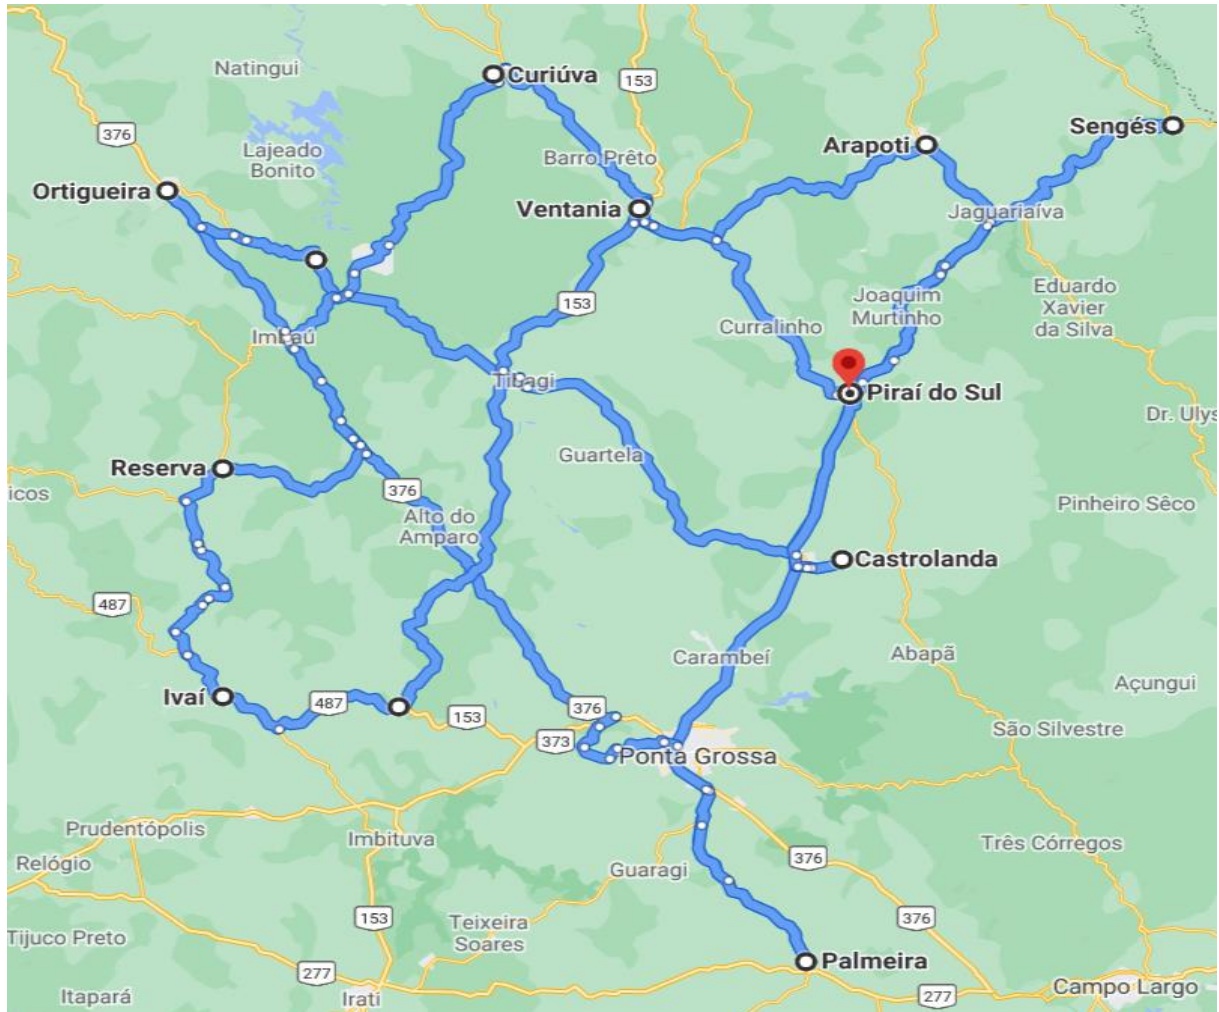 Natingui
Curiúva
153
376
Sengés
Arapoti
Lajeado
Bonito
Barro Prêto
Ortigueira
Ventania
Jaguariaíva
153
Joaquim
Murtinho
Eduardo
Xavier
da Silva
Curralinho
Imbaú
Tibagi
Piraí do Sul
Dr. Ulys
Guartela
Reserva
376
icos
Pinheiro Sêco
Alto do
Amparo
Castrolanda
487
Carambeí
Abapã
Açungui
Ivaí
487
153
376
373
São Silvestre
Ponta Grossa
Prudentópolis
Imbituva
Três Córregos
Relógio
Guaragi
376
153
376
Teixeira
Soares
Tijuco Preto
Palmeira
277
277
Campo Largo
Itapará
Irati